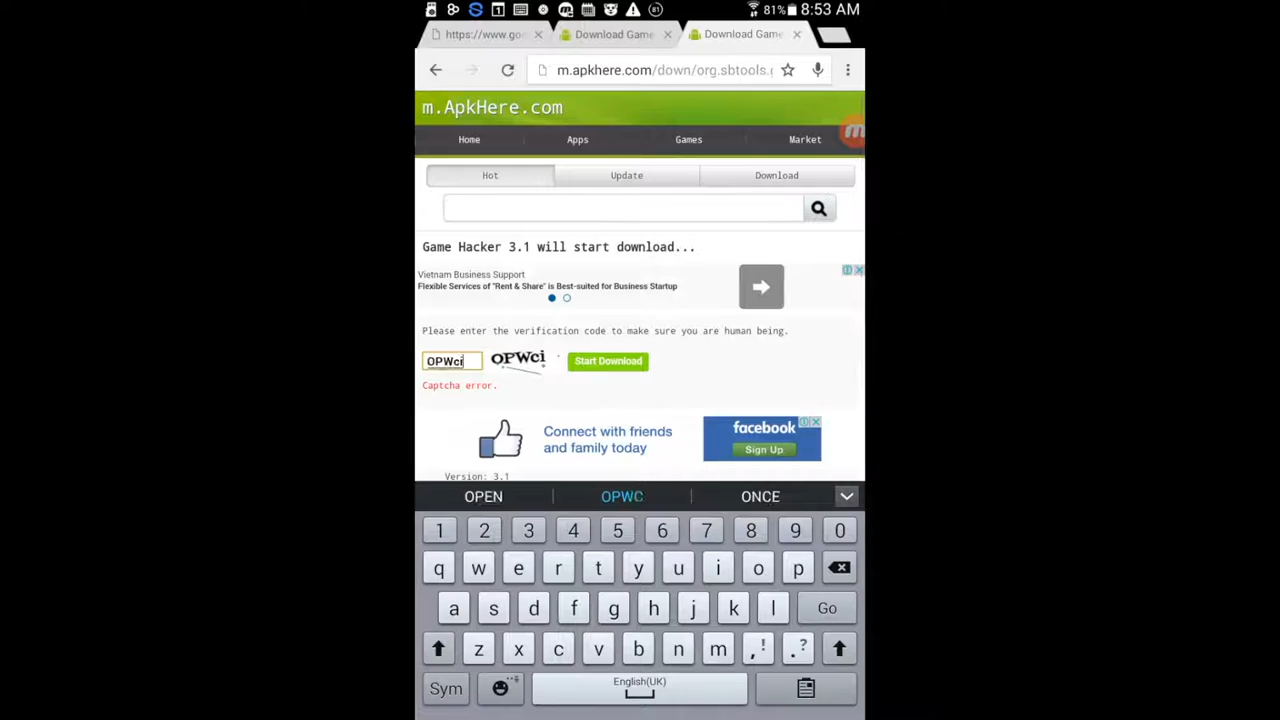 81% 8:53 AM
https://www.goo Download Game Download Game
m.apkhere.com/down/org.sbtools.g
m.ApkHere.com
Home Apps Games Market
Hot Update Download
Game Hacker 3.1 will start download...
Vietnam Business Support
Flexible Services of "Rent & Share" is Best-suited for Business Startup
Please enter the verification code to make sure you are human being.
OPWci OPWci Start Download
Captcha error.
Connect with friends
and family today
facebook
Sign Up
Version: 3.1
OPEN OPWC ONCE
1 2 3 4 5 6 7 8 9 0
q w e r t y u i o p
a s d f g h j k l Go
z x c v b n m , ! . ?
Sym English(UK)